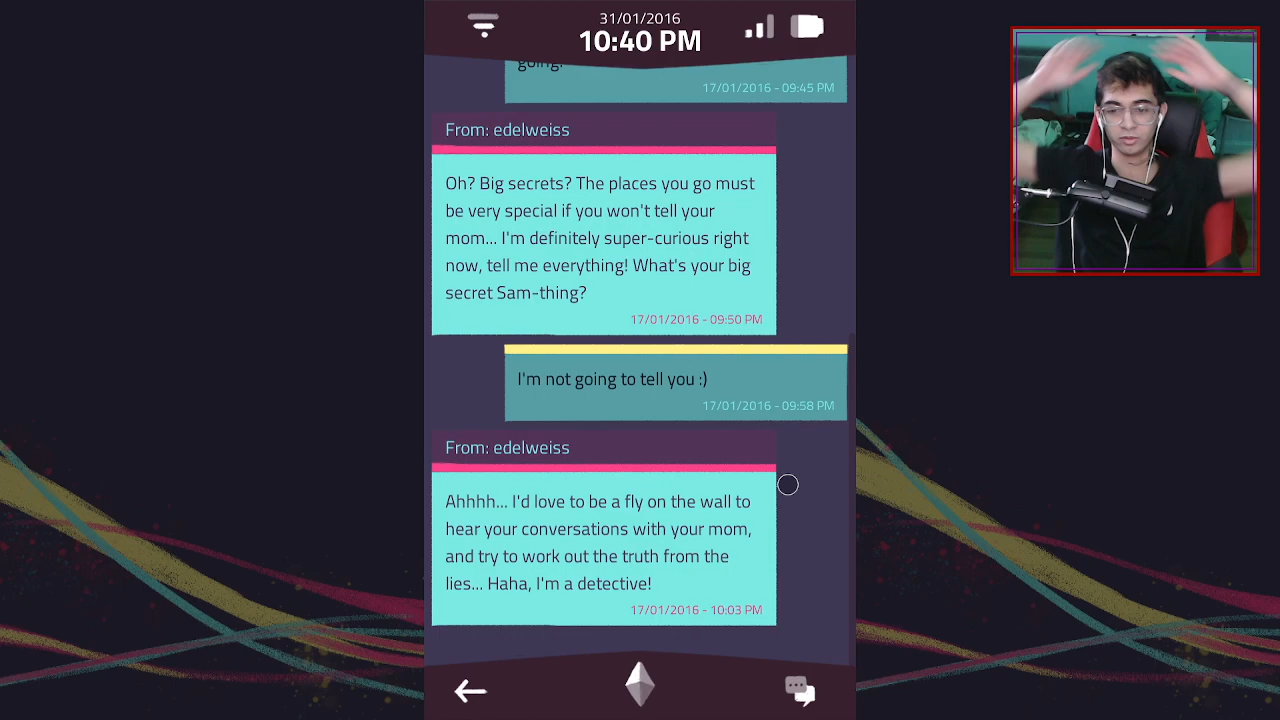 31/01/2016
10:40 PM
going.
17/01/2016 - 09:45 PM
From: edelweiss
Oh? Big secrets? The places you go must
be very special if you won't tell your
mom... I'm definitely super-curious right
now, tell me everything! What's your big
secret Sam-thing?
17/01/2016 - 09:50 PM
I'm not going to tell you :)
17/01/2016 - 09:58 PM
From: edelweiss
Ahhhh... I'd love to be a fly on the wall to
hear your conversations with your mom,
and try to work out the truth from the
lies... Haha, I'm a detective!
17/01/2016 - 10:03 PM